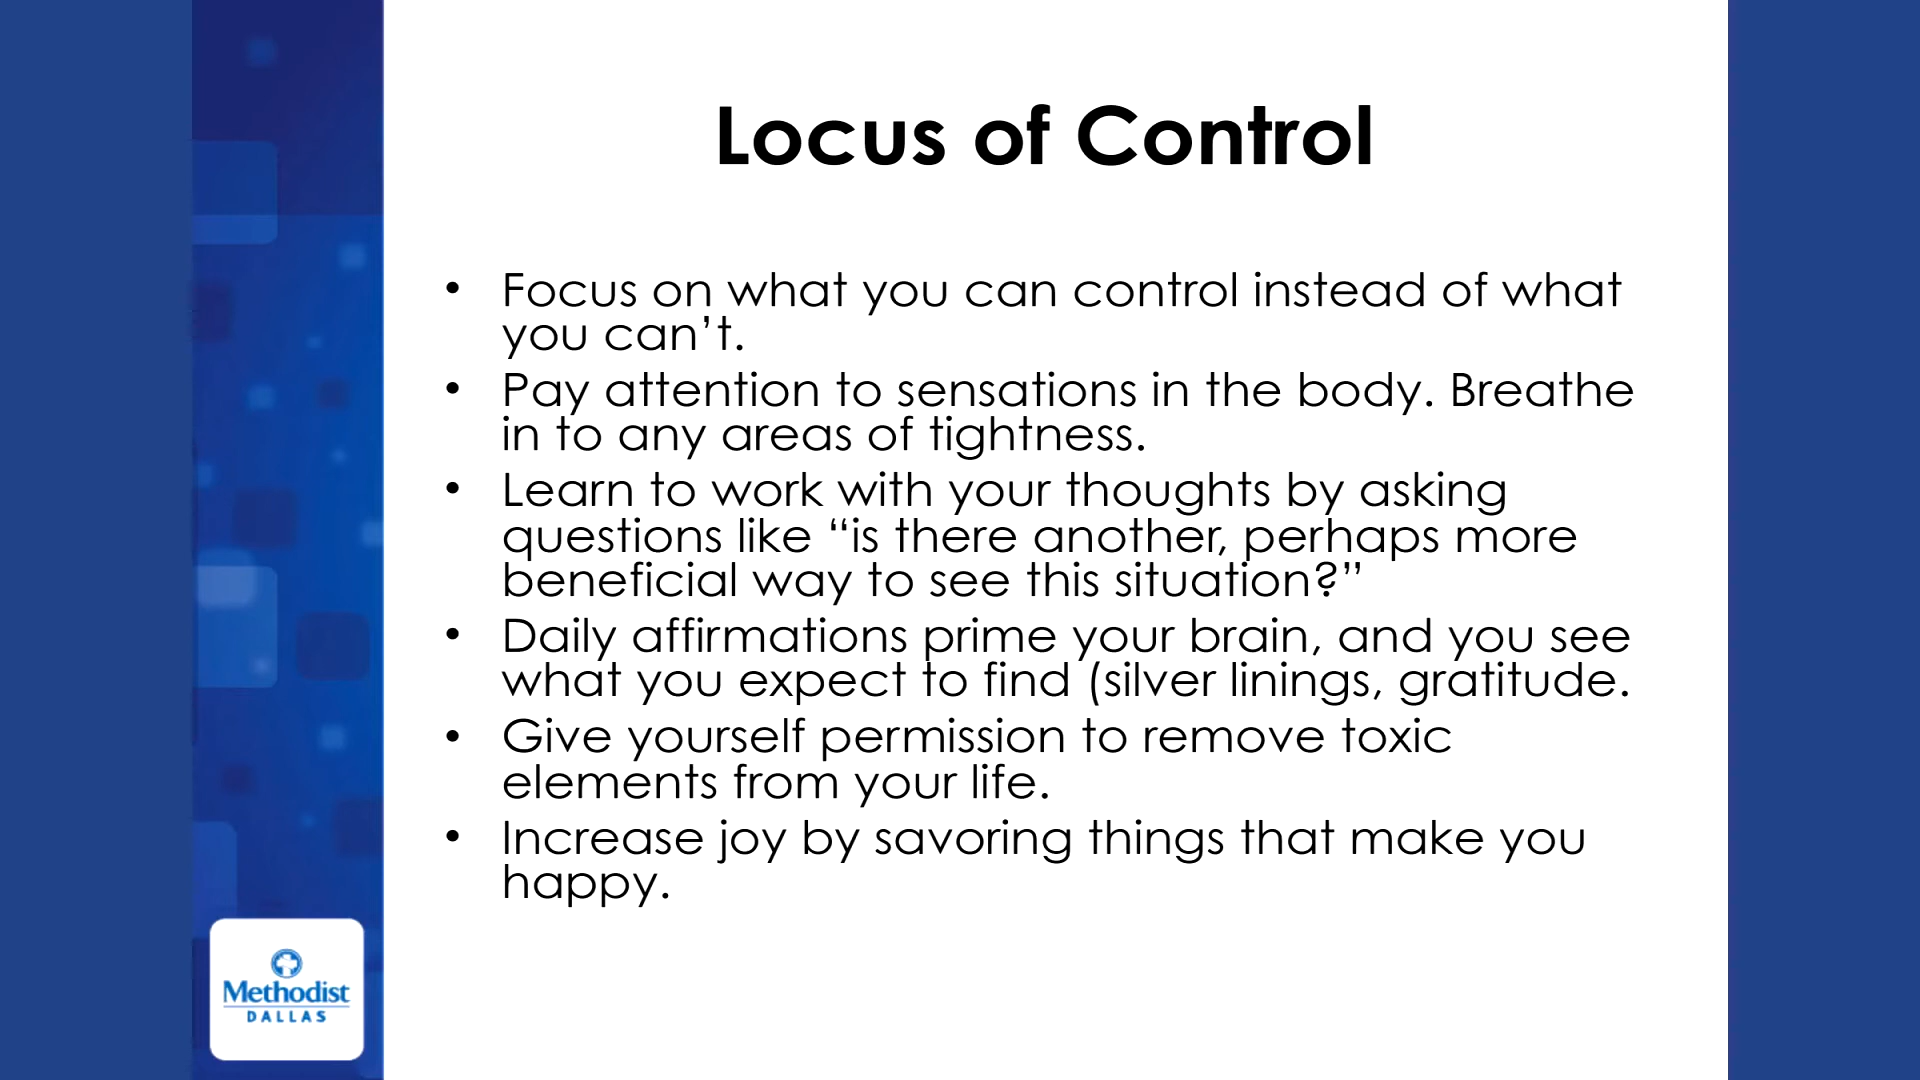 Locus of Control
• Focus on what you can control instead of what
you can’t.
• Pay attention to sensations in the body. Breathe
in to any areas of tightness.
• Learn to work with your thoughts by asking
questions like “is there another, perhaps more
beneficial way to see this situation?”
• Daily affirmations prime your brain, and you see
what you expect to find (silver linings, gratitude.
• Give yourself permission to remove toxic
elements from your life.
• Increase joy by savoring things that make you
happy.
Methodist
DALLAS